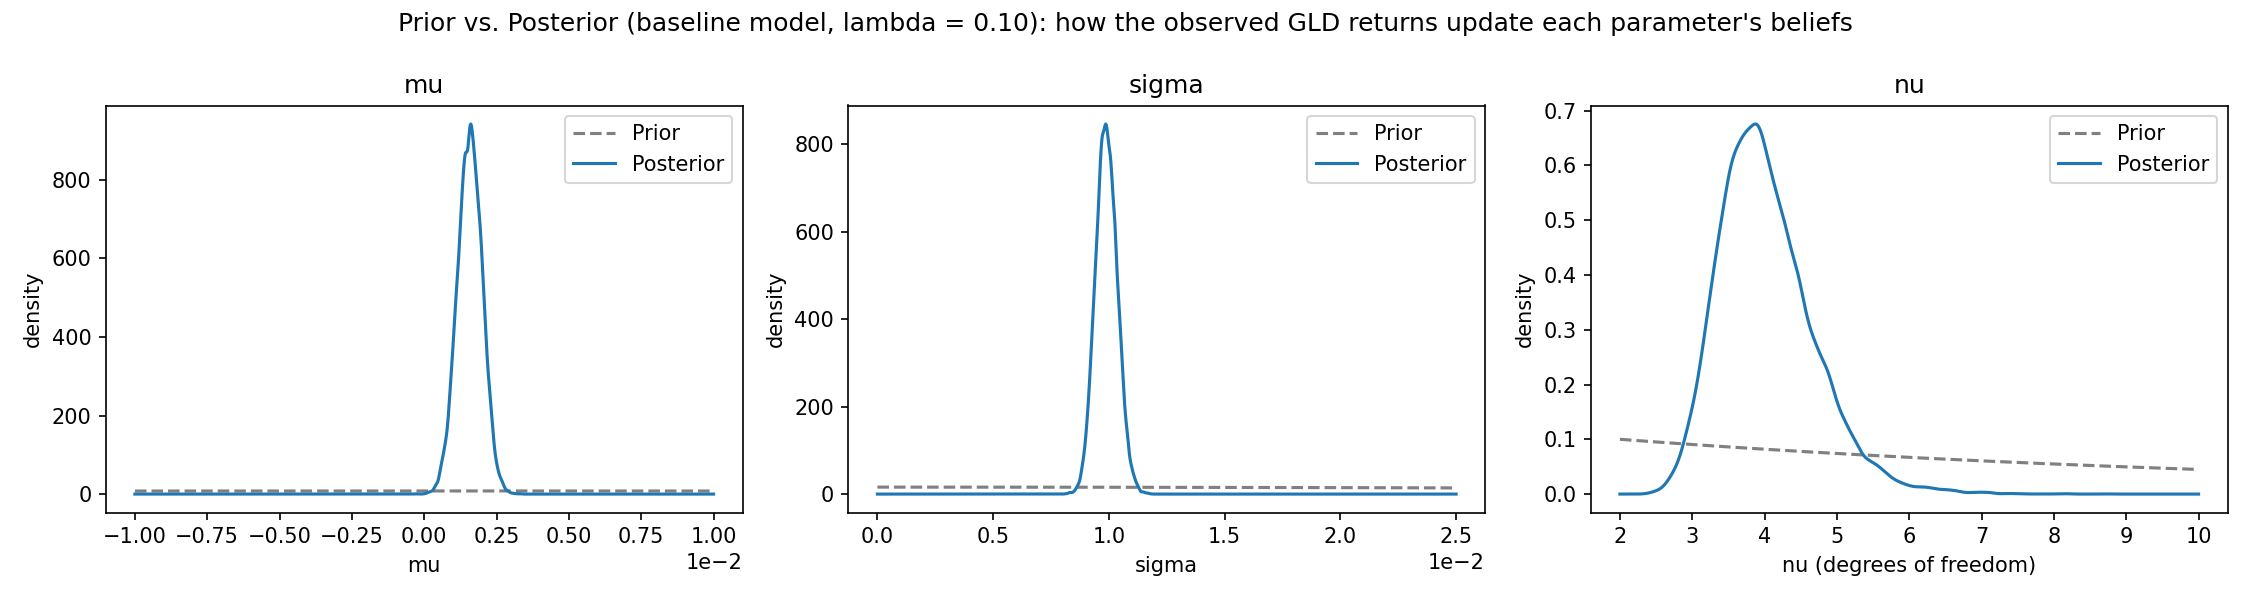 Prior vs. Posterior (baseline model, lambda = 0.10): how the observed GLD returns update each parameter's beliefs
mu
Prior
Posterior
density
800
600
400
200
0
−1.00 −0.75 −0.50 −0.25 0.00 0.25 0.50 0.75 1.00
1e−2
mu
sigma
Prior
Posterior
density
800
600
400
200
0
0.0 0.5 1.0 1.5 2.0 2.5
1e−2
sigma
nu
Prior
Posterior
density
0.7
0.6
0.5
0.4
0.3
0.2
0.1
0.0
2 3 4 5 6 7 8 9 10
nu (degrees of freedom)